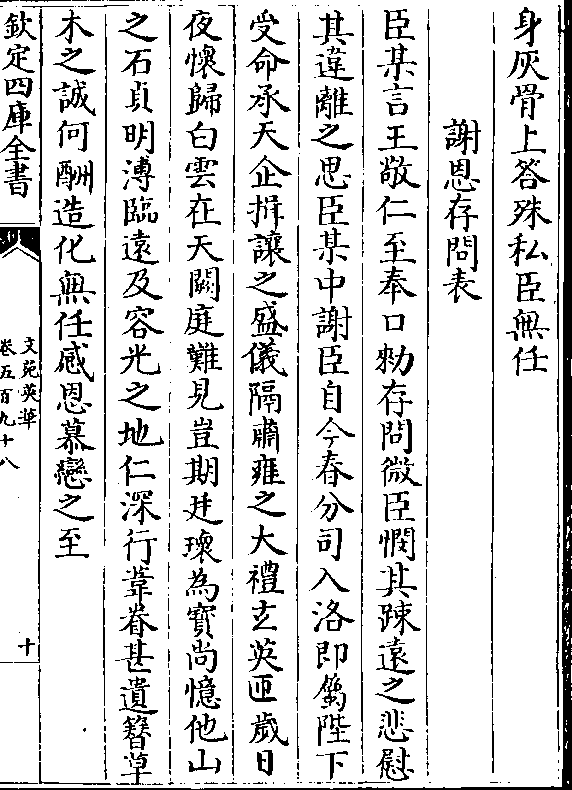 身灰骨上答殊私臣無任
謝恩存問表
臣某言王敬仁至奉口勅存問微臣憫其踈遠之悲慰
其違離之思臣某中謝臣自今春分司入洛即屬陛下
受命承天企揖讓之盛儀隔肅雍之大禮玄英匝歲日
夜懷歸白雲在天闕庭難見豈期廷瓌為寶尚憶他山
之石貞明溥臨遠及容光之地仁深行葦眷甚遺簪草
木之誠何酬造化無任感恩慕戀之至
欽定四庫全書
文苑英華
卷五百九十八
十